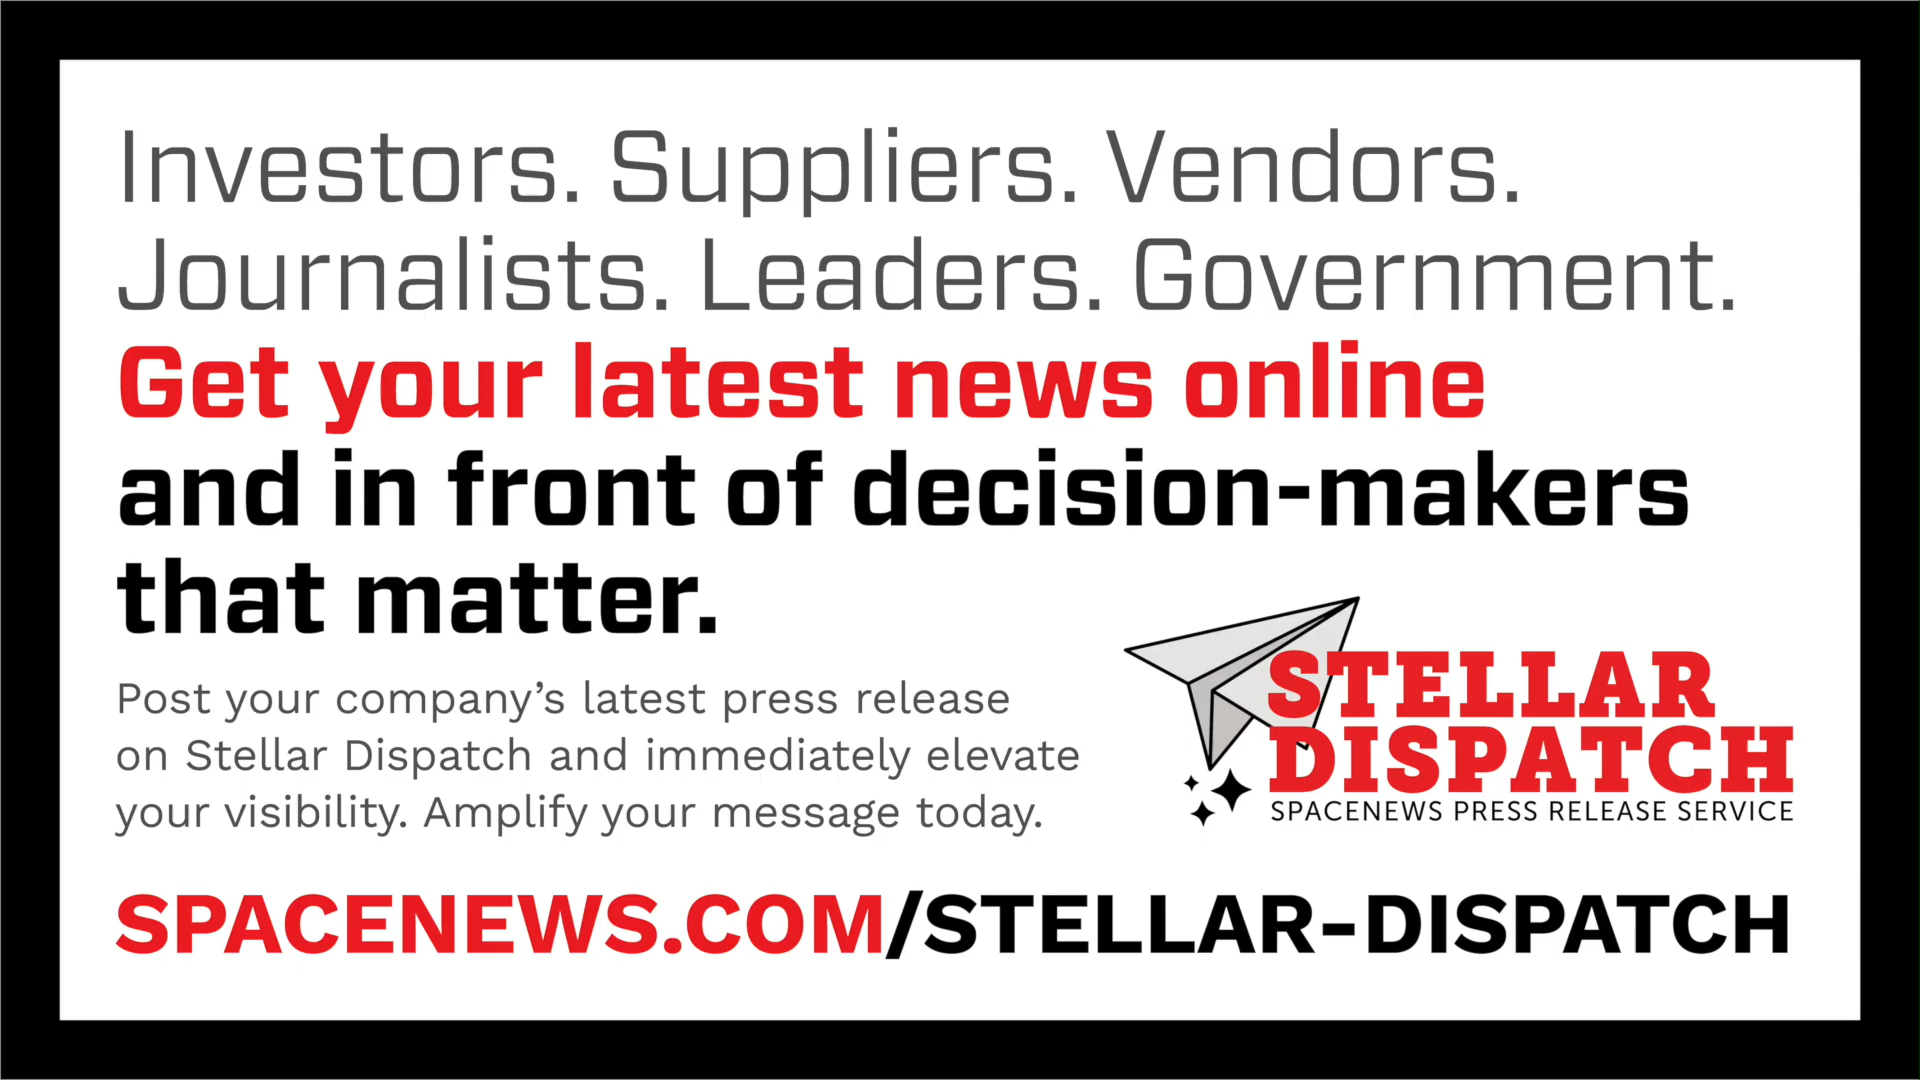 Investors. Suppliers. Vendors.
Journalists. Leaders. Government.
Get your latest news online
and in front of decision-makers
that matter.
Post your company’s latest press release
on Stellar Dispatch and immediately elevate
your visibility. Amplify your message today.
STELLAR
DISPATCH
SPACENEWS PRESS RELEASE SERVICE
SPACENEWS.COM/STELLAR-DISPATCH